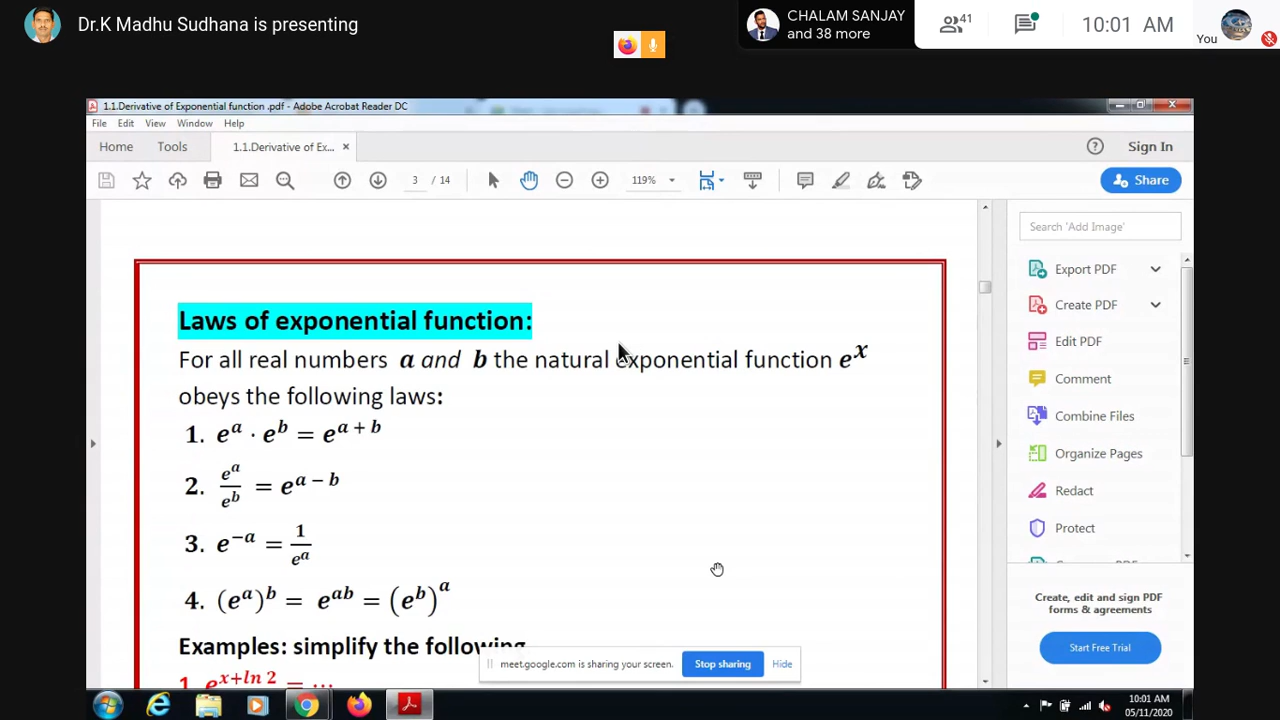 Dr.K Madhu Sudhana is presenting
CHALAM SANJAY
and 38 more
41
10:01 AM
You
1.1.Derivative of Exponential function .pdf - Adobe Acrobat Reader DC
File Edit View Window Help
Home Tools 1.1.Derivative of Ex... × Sign In
3 / 14 119% Share
Search 'Add Image'
Export PDF
Create PDF
Edit PDF
Comment
Combine Files
Organize Pages
Redact
Protect
Create, edit and sign PDF
forms & agreements
Start Free Trial
Laws of exponential function:
For all real numbers a and b the natural exponential function e^x
obeys the following laws:
1. e^a · e^b = e^{a + b}
2. e^a/e^b = e^{a − b}
3. e^{−a} = 1/e^a
4. (e^a)^b = e^{ab} = (e^b)^a
Examples: simplify the following
1. e^{x+ln 2} = ...
meet.google.com is sharing your screen. Stop sharing Hide
10:01 AM
05/11/2020